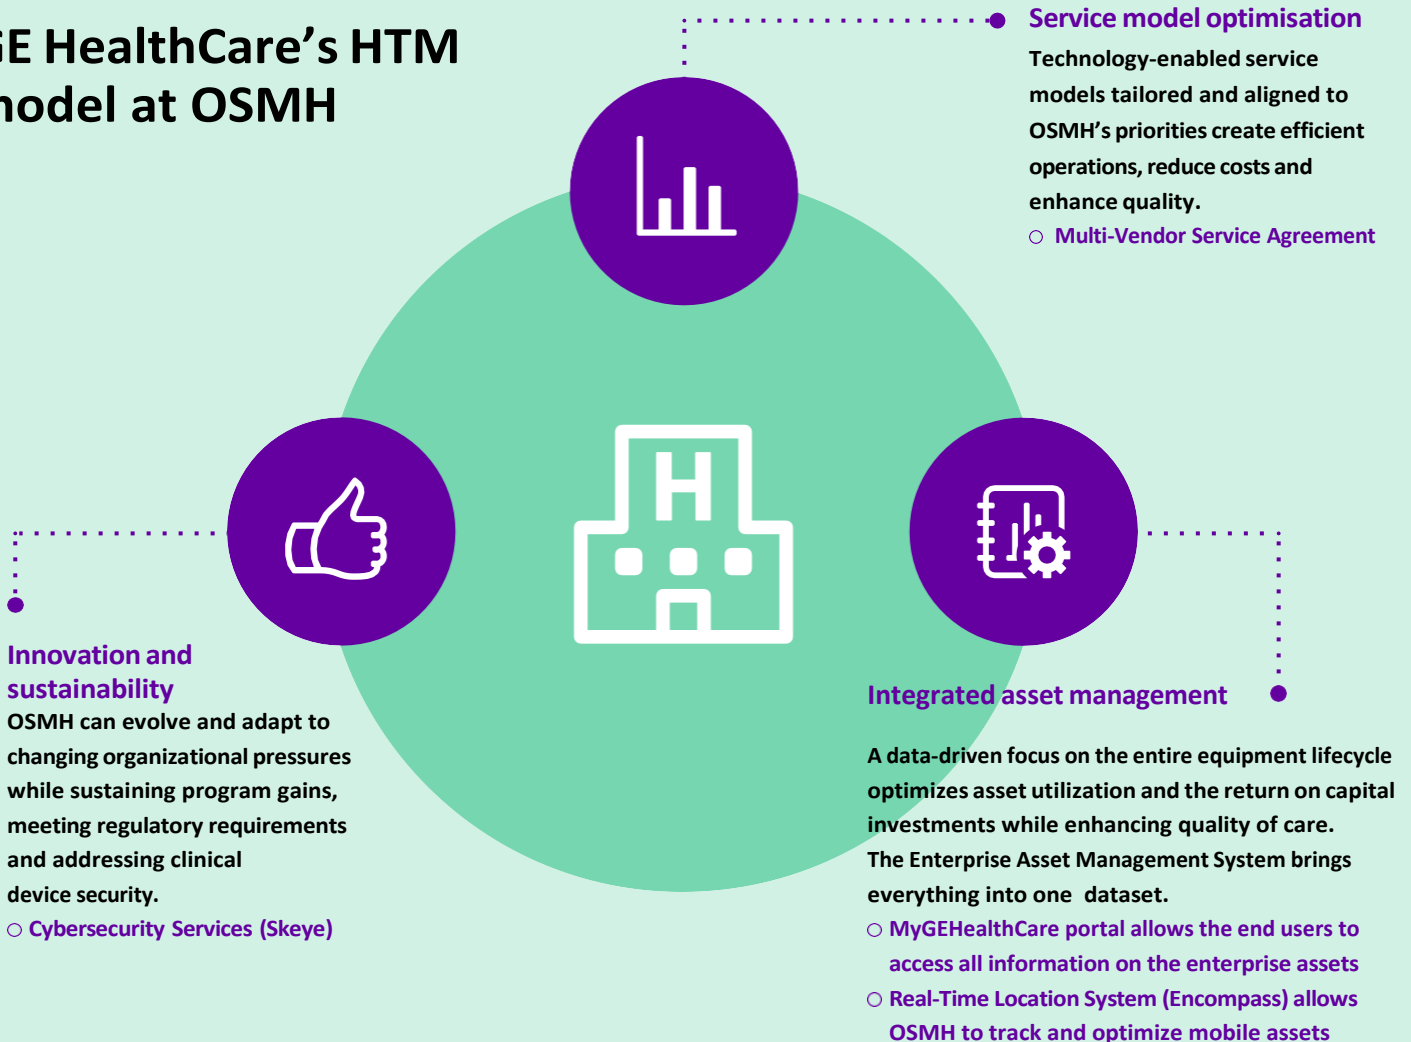 GE HealthCare’s HTM
model at OSMH
Service model optimisation
Technology-enabled service
models tailored and aligned to
OSMH’s priorities create efficient
operations, reduce costs and
enhance quality.
○ Multi-Vendor Service Agreement
H
Innovation and
sustainability
OSMH can evolve and adapt to
changing organizational pressures
while sustaining program gains,
meeting regulatory requirements
and addressing clinical
device security.
○ Cybersecurity Services (Skeye)
Integrated asset management
A data-driven focus on the entire equipment lifecycle
optimizes asset utilization and the return on capital
investments while enhancing quality of care.
The Enterprise Asset Management System brings
everything into one dataset.
○ MyGEHealthCare portal allows the end users to
access all information on the enterprise assets
○ Real-Time Location System (Encompass) allows
OSMH to track and optimize mobile assets